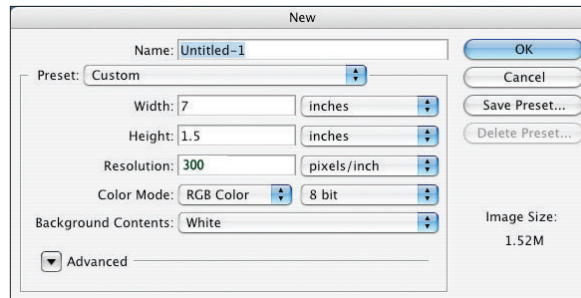 New
Name: Untitled-1
OK
Preset: Custom
Cancel
Width: 7 inches
Save Preset...
Height: 1.5 inches
Delete Preset...
Resolution: 300 pixels/inch
Color Mode: RGB Color 8 bit
Background Contents: White
Image Size:
1.52M
Advanced